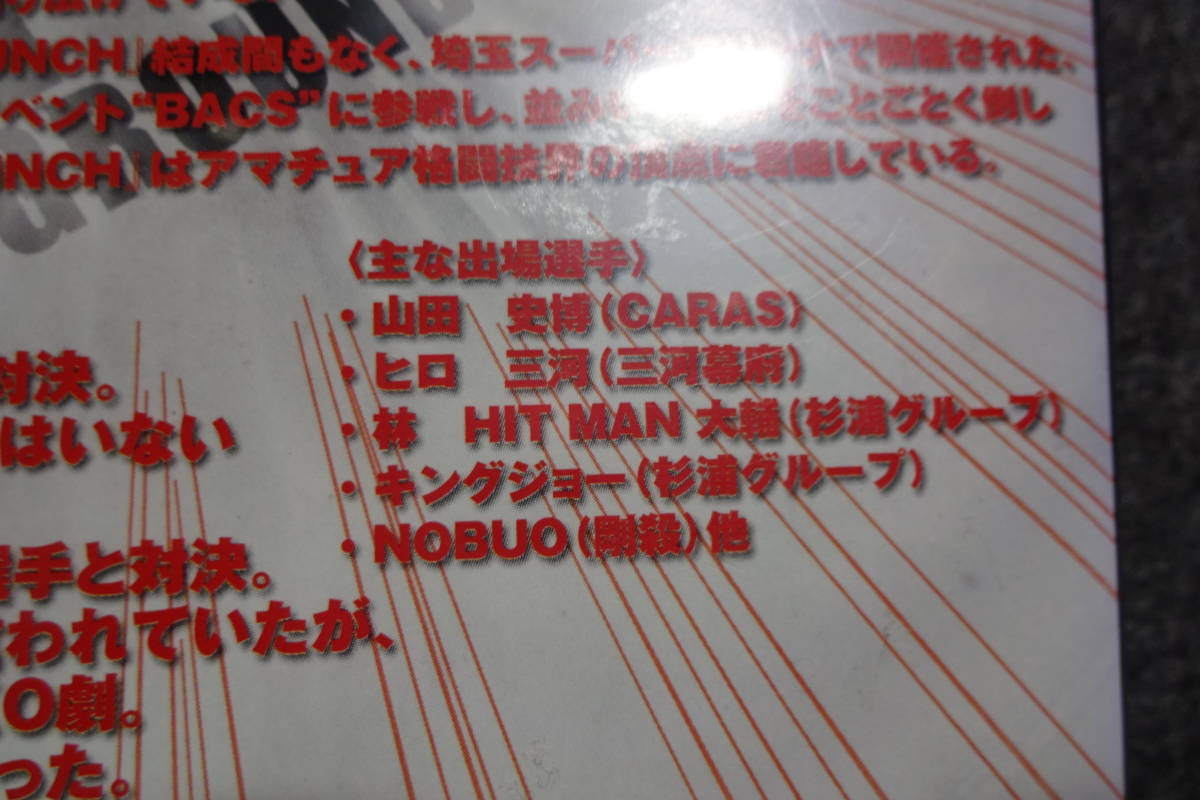 UNCH」結成間もなく、埼玉スーパー で開催された、
ベント“BACS”に参戦し、並み ことごとく倒し
UNCH」はアマチュア格闘技界の に君臨している。
〈主な出場選手〉
・山田 史博(CARAS)
・ヒロ 三河(三河幕府)
・林 HIT MAN 大輔(杉浦グループ)
・キングジョー(杉浦グループ)
・NOBUO(剛殺)他
対決。
はいない
手と対決。
われていたが、
O劇。
った。